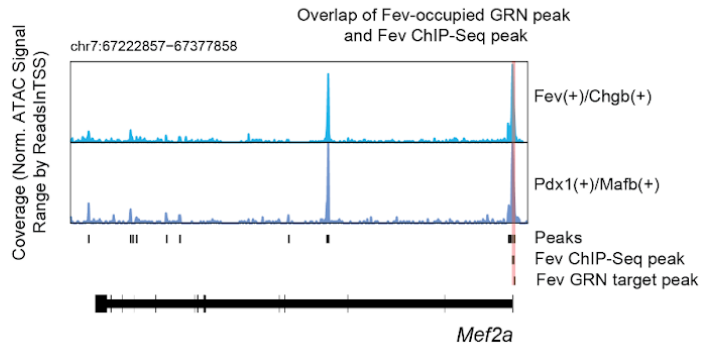 Overlap of Fev-occupied GRN peak
and Fev ChIP-Seq peak
chr7:67222857−67377858
Coverage (Norm. ATAC Signal
Range by ReadsInTSS)
Fev(+)/Chgb(+)
Pdx1(+)/Mafb(+)
Peaks
Fev ChIP-Seq peak
Fev GRN target peak
Mef2a